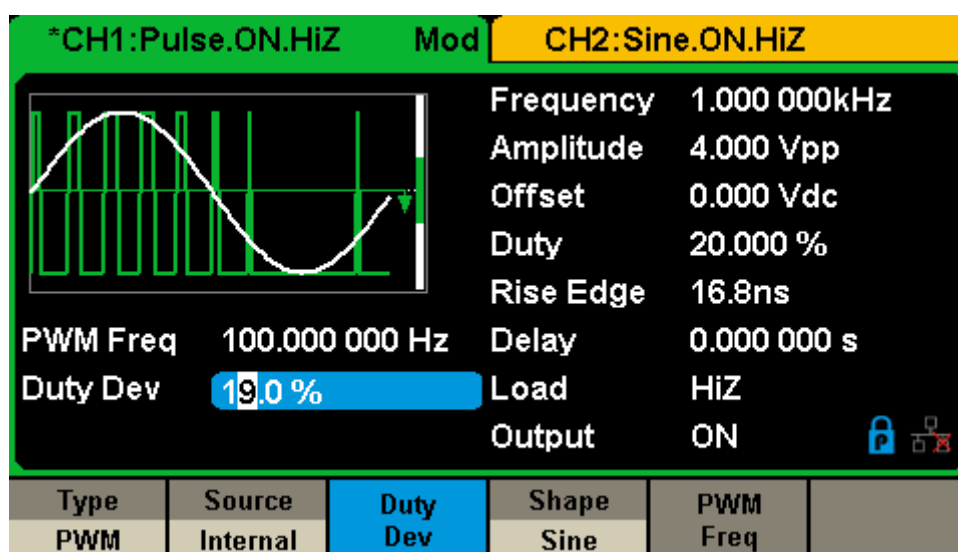 *CH1:Pulse.ON.HiZ Mod CH2:Sine.ON.HiZ
Frequency 1.000 000kHz
Amplitude 4.000 Vpp
Offset 0.000 Vdc
Duty 20.000 %
Rise Edge 16.8ns
PWM Freq 100.000 000 Hz Delay 0.000 000 s
Duty Dev 19.0 % Load HiZ
Output ON P
Type Source Duty Shape PWM
PWM Internal Dev Sine Freq